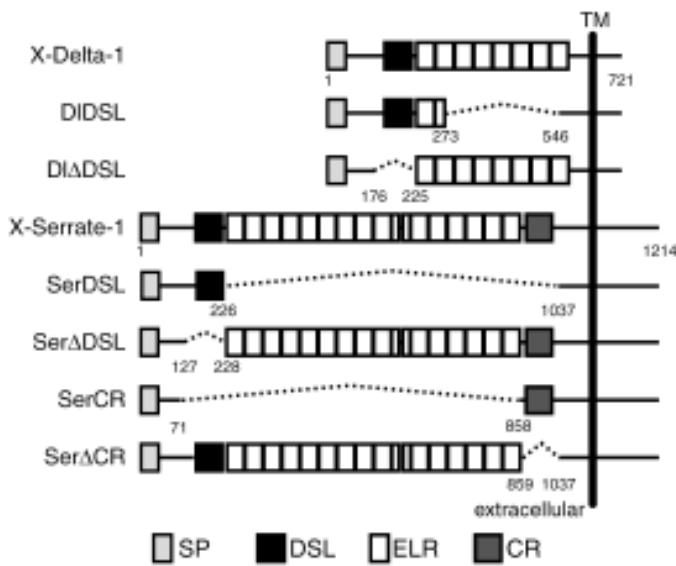 TM
X-Delta-1
1
721
DlDSL
273 546
DlΔDSL
176 225
X-Serrate-1
1
1214
SerDSL
226 1037
SerΔDSL
127 228
SerCR
71 858
SerΔCR
859 1037
extracellular
SP DSL ELR CR